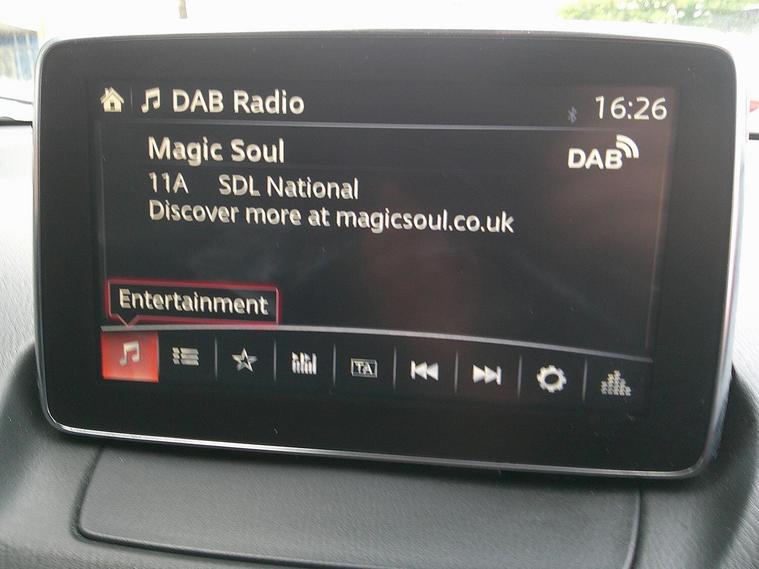 DAB Radio 16:26
Magic Soul DAB
11A SDL National
Discover more at magicsoul.co.uk
Entertainment
TA